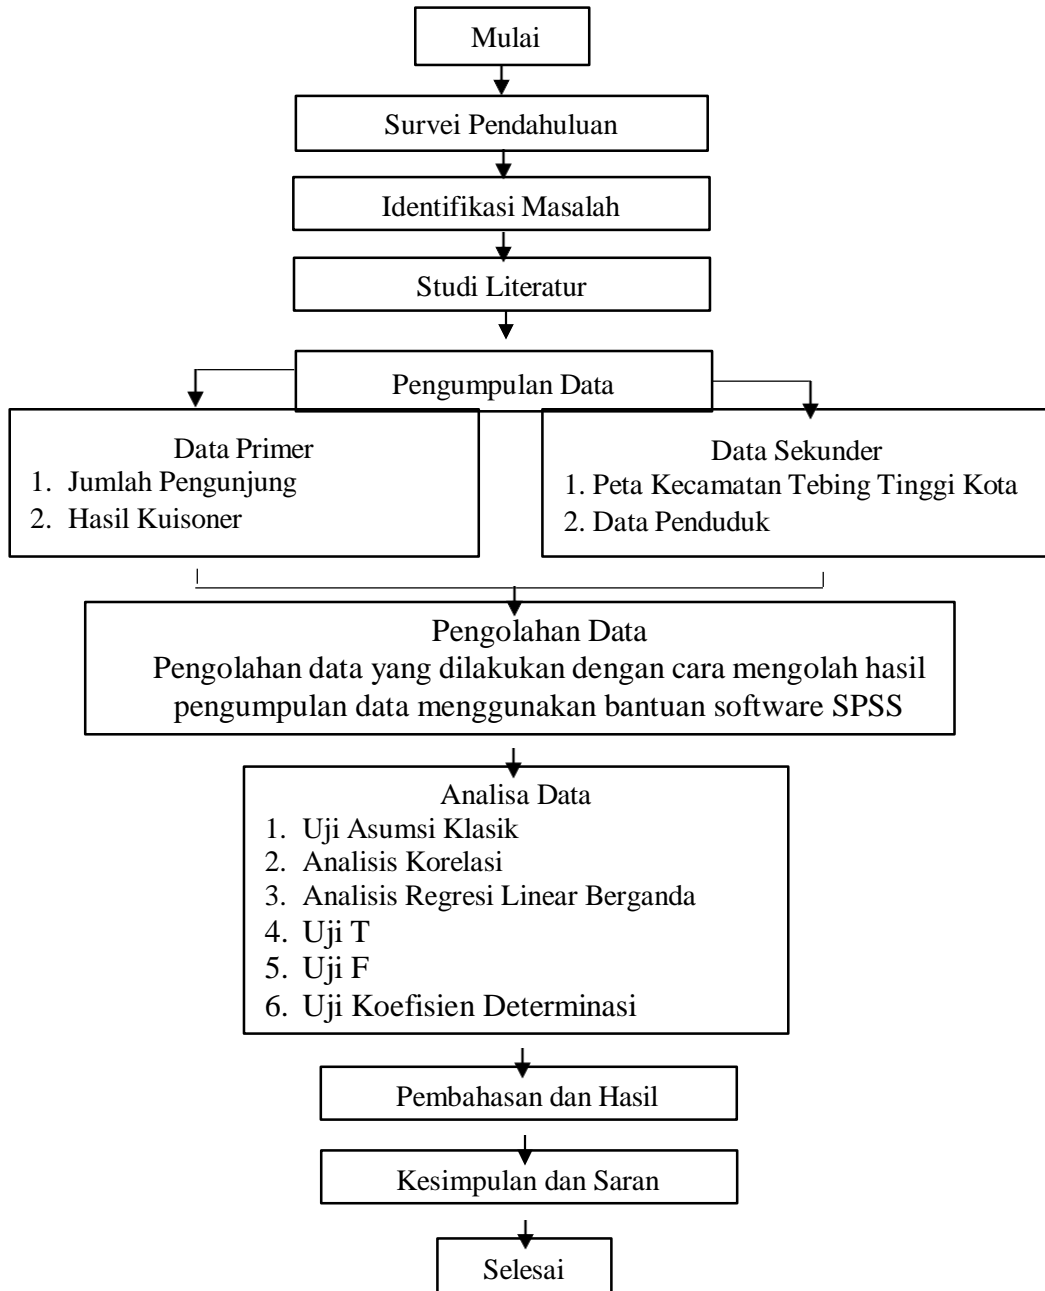 Mulai
Survei Pendahuluan
Identifikasi Masalah
Studi Literatur
Pengumpulan Data
Data Primer
1. Jumlah Pengunjung
2. Hasil Kuisoner
Data Sekunder
1. Peta Kecamatan Tebing Tinggi Kota
2. Data Penduduk
Pengolahan Data
Pengolahan data yang dilakukan dengan cara mengolah hasil
pengumpulan data menggunakan bantuan software SPSS
Analisa Data
1. Uji Asumsi Klasik
2. Analisis Korelasi
3. Analisis Regresi Linear Berganda
4. Uji T
5. Uji F
6. Uji Koefisien Determinasi
Pembahasan dan Hasil
Kesimpulan dan Saran
Selesai